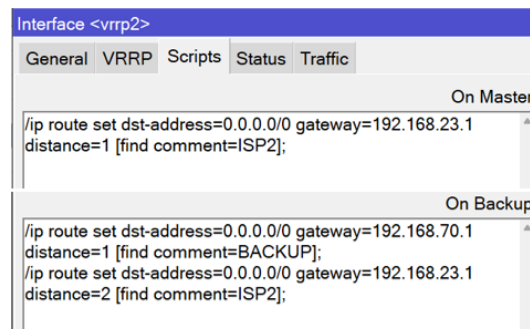 Interface <vrrp2>
General VRRP Scripts Status Traffic
On Master
/ip route set dst-address=0.0.0.0/0 gateway=192.168.23.1
distance=1 [find comment=ISP2];
On Backup
/ip route set dst-address=0.0.0.0/0 gateway=192.168.70.1
distance=1 [find comment=BACKUP];
/ip route set dst-address=0.0.0.0/0 gateway=192.168.23.1
distance=2 [find comment=ISP2];